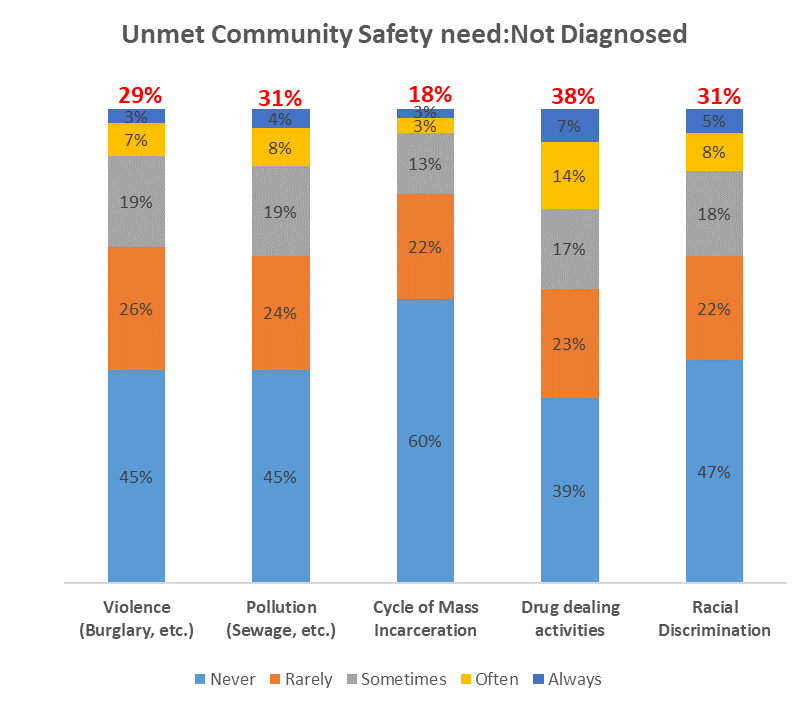 Unmet Community Safety need:Not Diagnosed
29% 31% 18% 38% 31%
3% 4% 3% 7% 5%
7% 8% 3% 14% 8%
19% 19% 13% 17% 18%
26% 24% 22% 23% 22%
45% 45% 60% 39% 47%
Violence Pollution Cycle of Mass Drug dealing Racial
(Burglary, etc.) (Sewage, etc.) Incarceration activities Discrimination
Never Rarely Sometimes Often Always